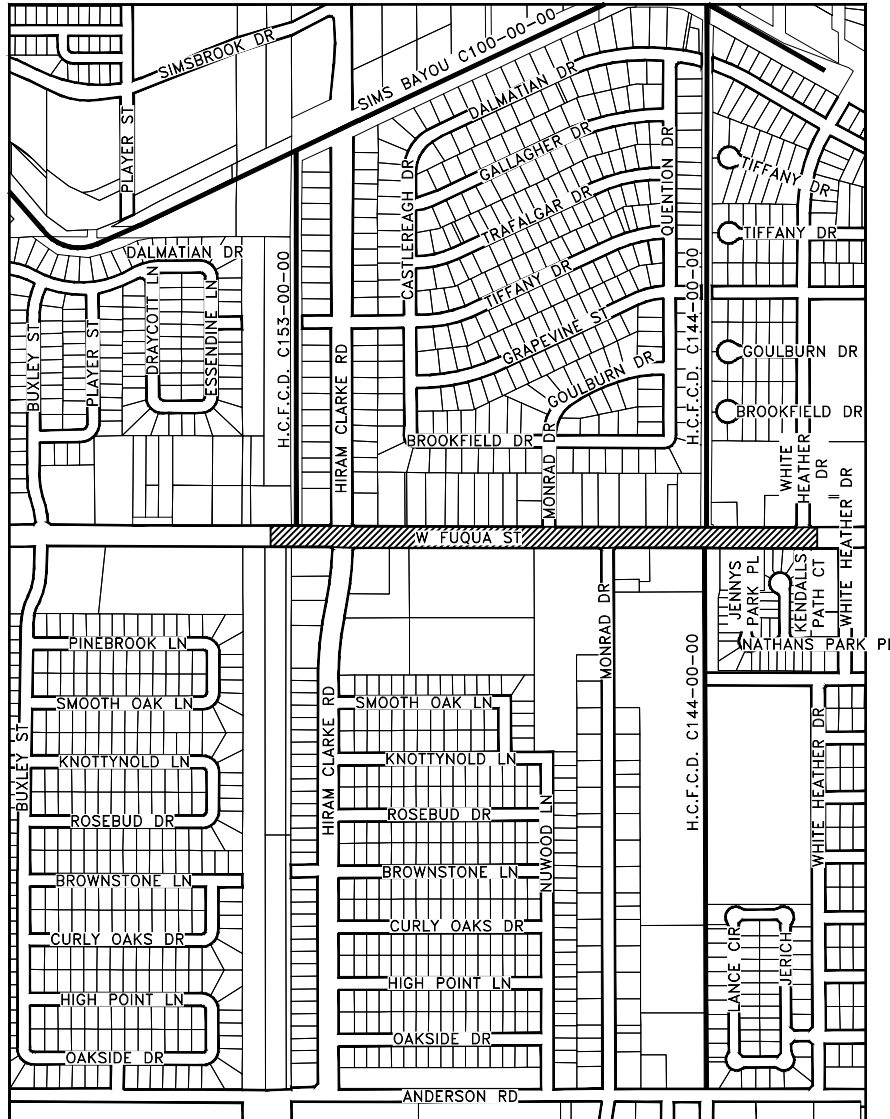 SIMSBROOK DR
SIMS BAYOU C100-00-00
PLAYER ST
DALMATIAN DR
GALLAGHER DR
QUENTION DR
CASTLEREAGH DR
TRAFALGAR DR
TIFFANY DR
TIFFANY DR
TIFFANY DR
DALMATIAN DR
DRAYCOTT LN
ESSENDINE LN
BUXLEY ST
PLAYER ST
H.C.F.C.D. C153-00-00
HIRAM CLARKE RD
GRAPEVINE ST
GOULBURN DR
H.C.F.C.D. C144-00-00
GOULBURN DR
BROOKFIELD DR
BROOKFIELD DR
MONRAD DR
WHITE
HEATHER
DR
WHITE HEATHER DR
W FUQUA ST
JENNYS
PARK PL
KENDALLS
PATH CT
NATHANS PARK PL
MONRAD DR
PINEBROOK LN
SMOOTH OAK LN
BUXLEY ST
KNOTTYNOLD LN
ROSEBUD DR
BROWNSTONE LN
CURLY OAKS DR
HIGH POINT LN
OAKSIDE DR
HIRAM CLARKE RD
SMOOTH OAK LN
KNOTTYNOLD LN
ROSEBUD DR
NUWOOD LN
BROWNSTONE LN
CURLY OAKS DR
HIGH POINT LN
OAKSIDE DR
H.C.F.C.D. C144-00-00
WHITE HEATHER DR
LANCE CIR
JERICH
ANDERSON RD